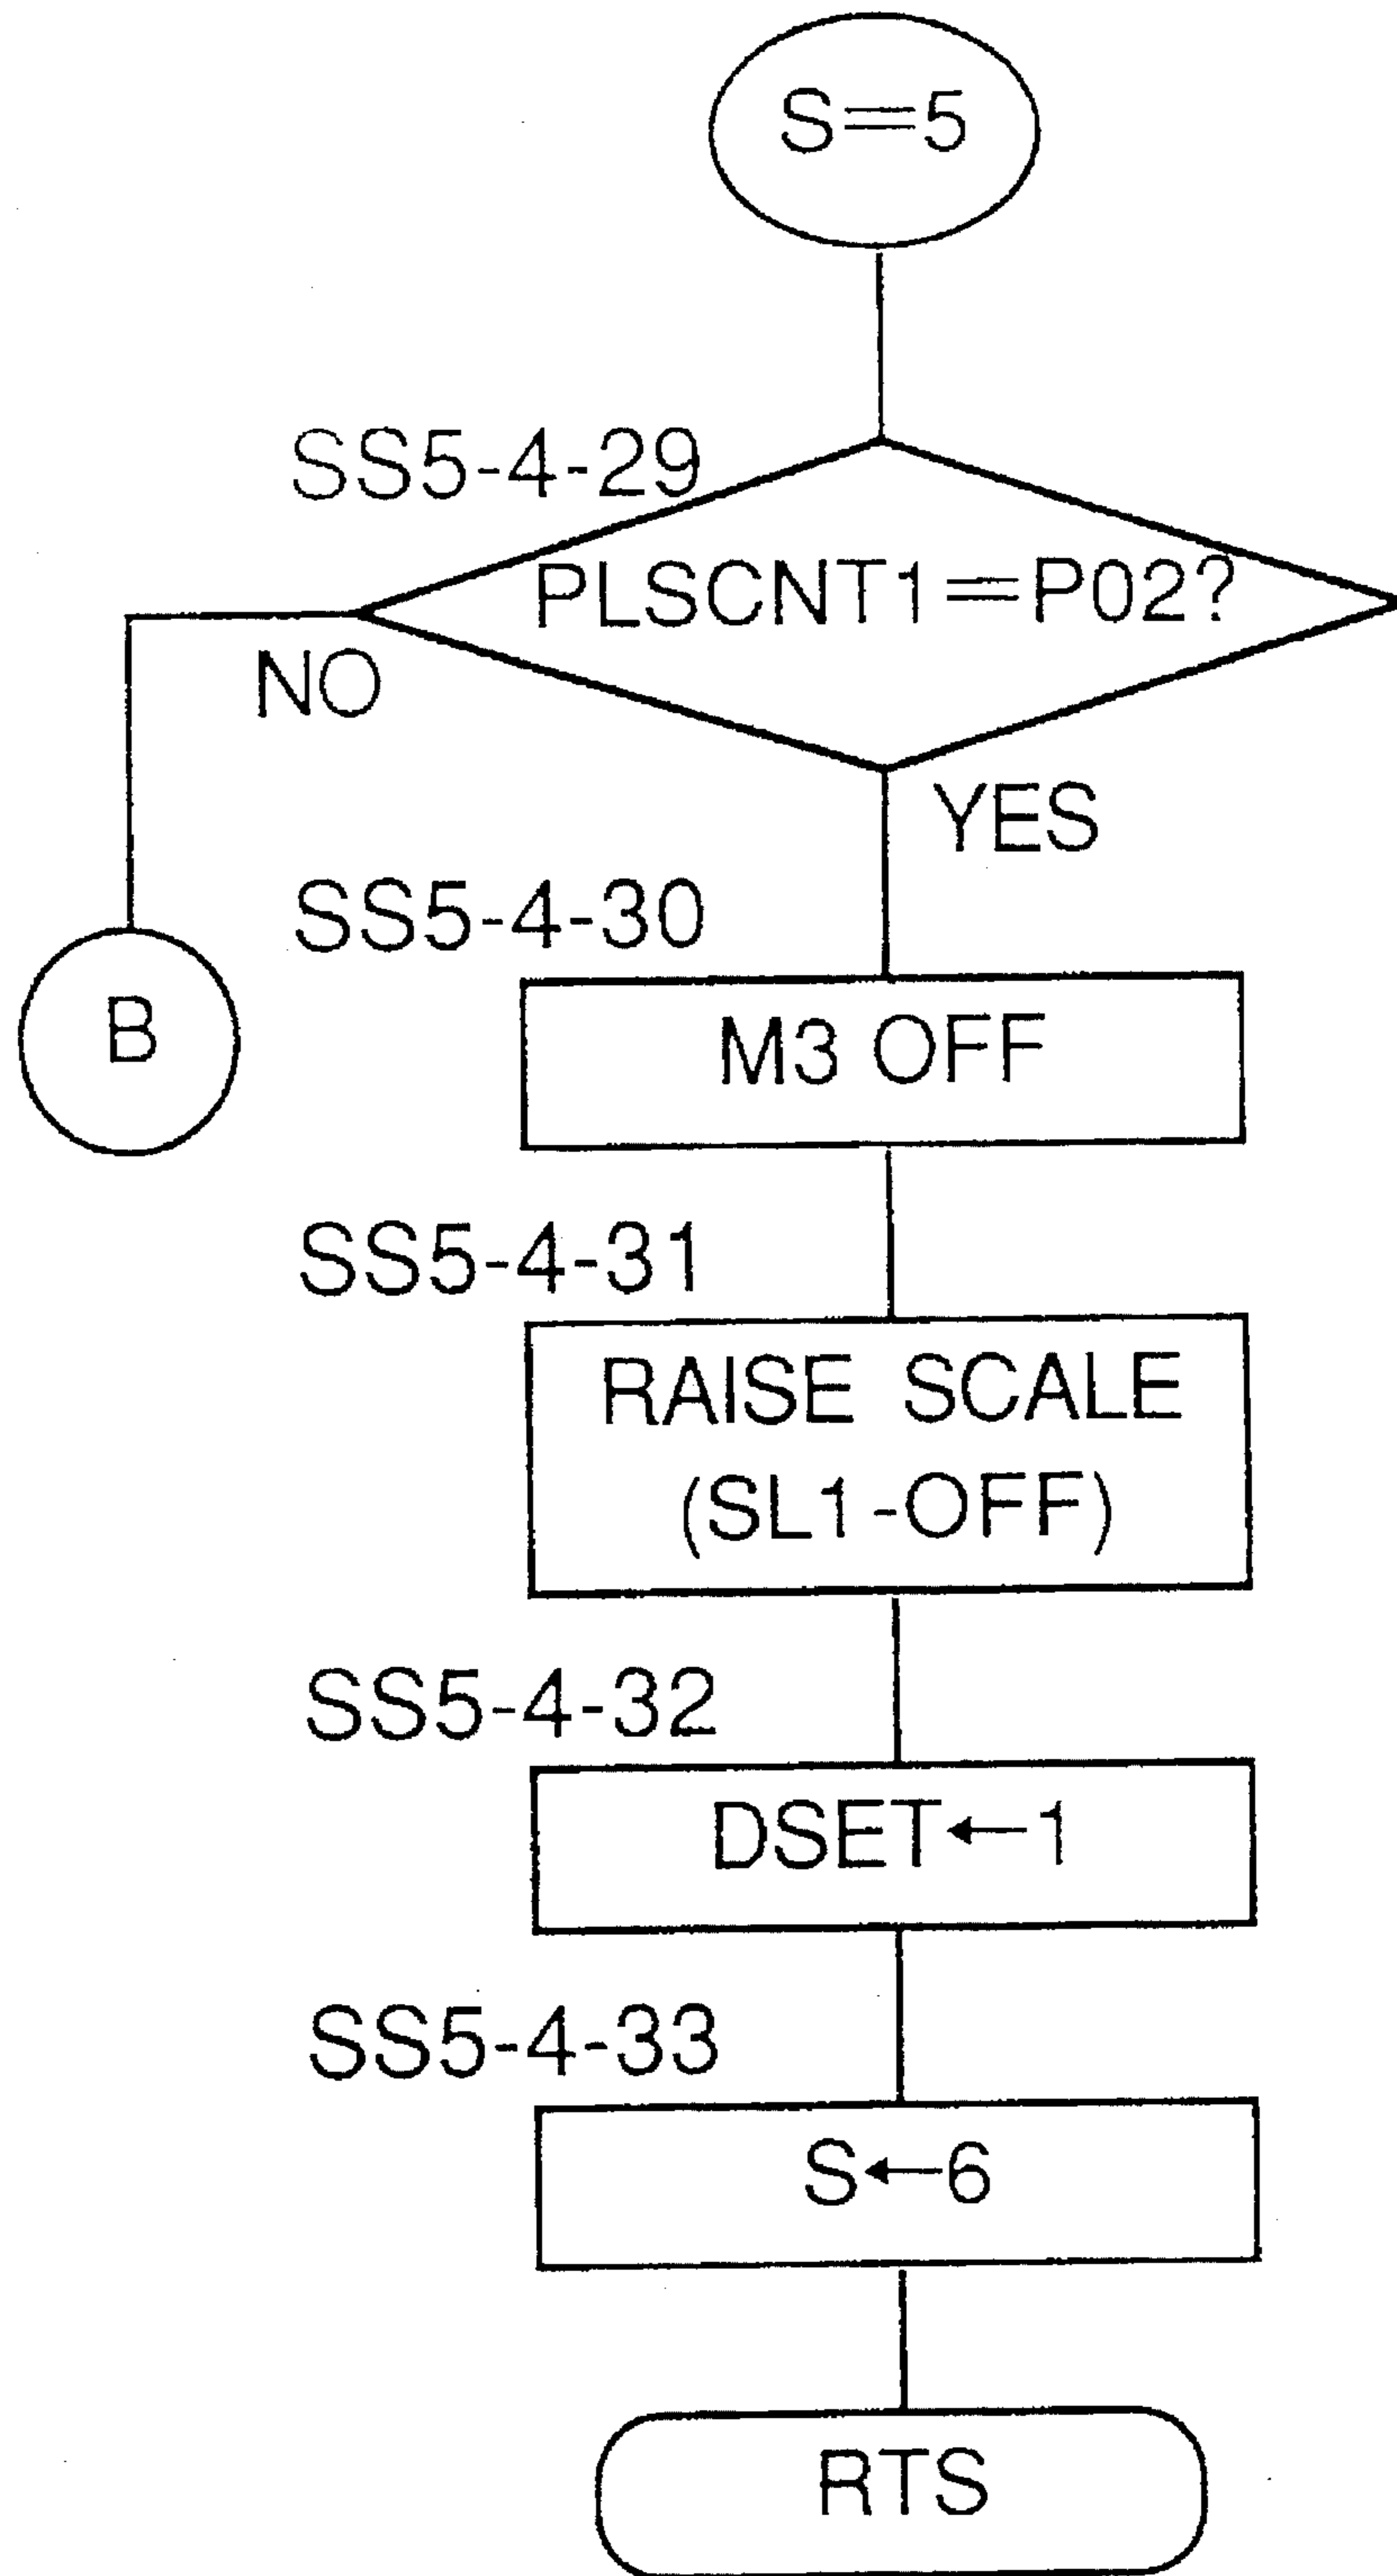 S=5
SS5-4-29
PLSCNT1=P02?
NO
YES
SS5-4-30
B
M3 OFF
SS5-4-31
RAISE SCALE
(SL1-OFF)
SS5-4-32
DSET←1
SS5-4-33
S←6
RTS